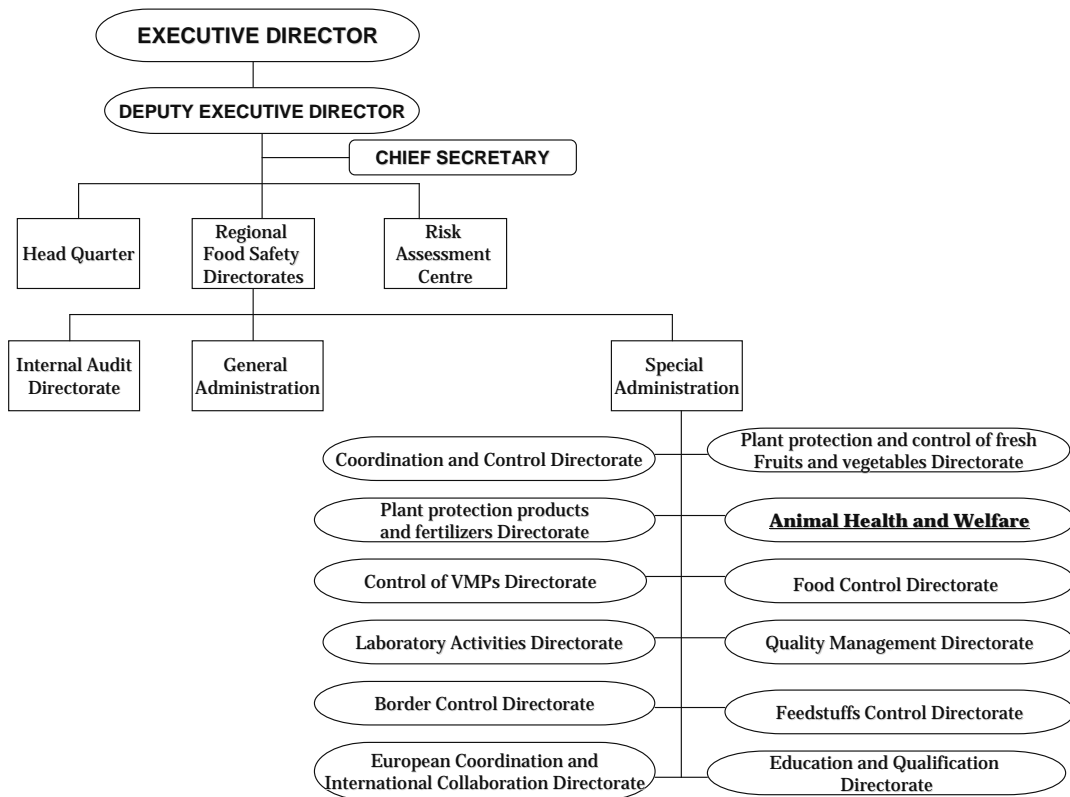 EXECUTIVE DIRECTOR
DEPUTY EXECUTIVE DIRECTOR
CHIEF SECRETARY
Head Quarter
Regional
Food Safety
Directorates
Risk
Assessment
Centre
Internal Audit
Directorate
General
Administration
Special
Administration
Coordination and Control Directorate
Plant protection and control of fresh
Fruits and vegetables Directorate
Plant protection products
and fertilizers Directorate
Animal Health and Welfare
Control of VMPs Directorate
Food Control Directorate
Laboratory Activities Directorate
Quality Management Directorate
Border Control Directorate
Feedstuffs Control Directorate
European Coordination and
International Collaboration Directorate
Education and Qualification
Directorate